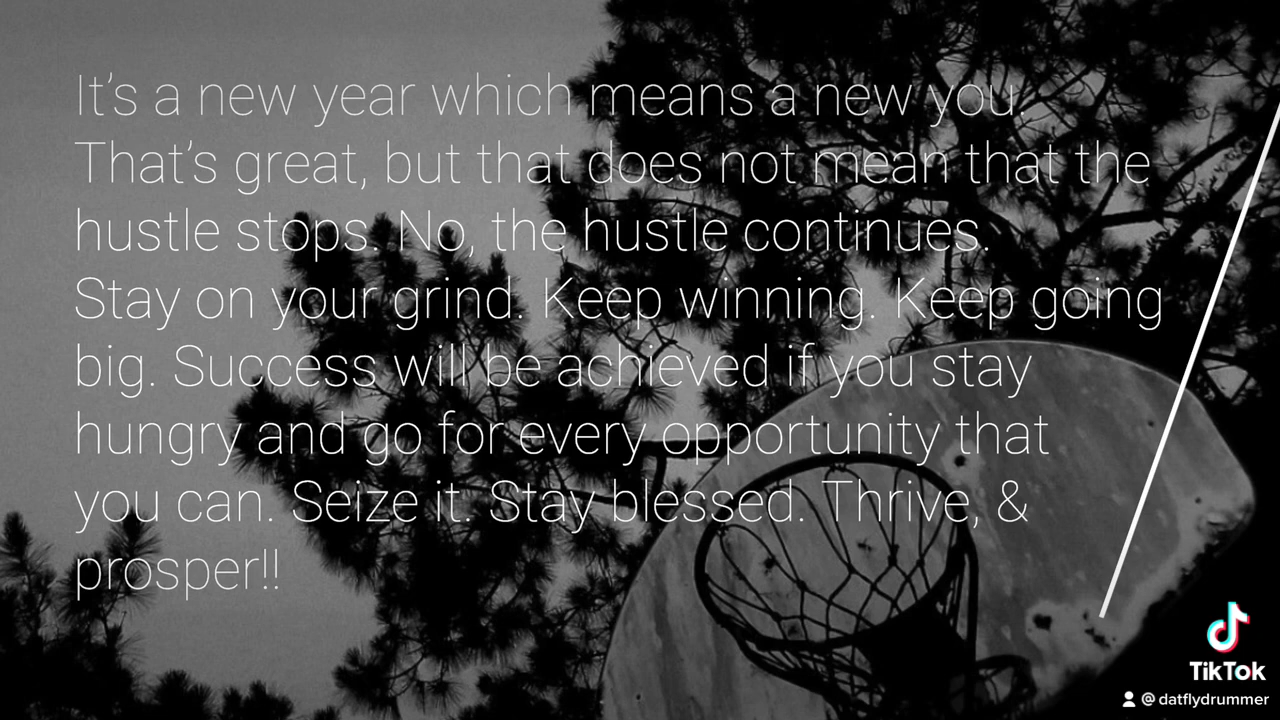 It’s a new year which means a new you.
That’s great, but that does not mean that the
hustle stops. No, the hustle continues.
Stay on your grind. Keep winning. Keep going
big. Success will be achieved if you stay
hungry and go for every opportunity that
you can. Seize it. Stay blessed. Thrive, &
prosper!!
TikTok
@ datflydrummer